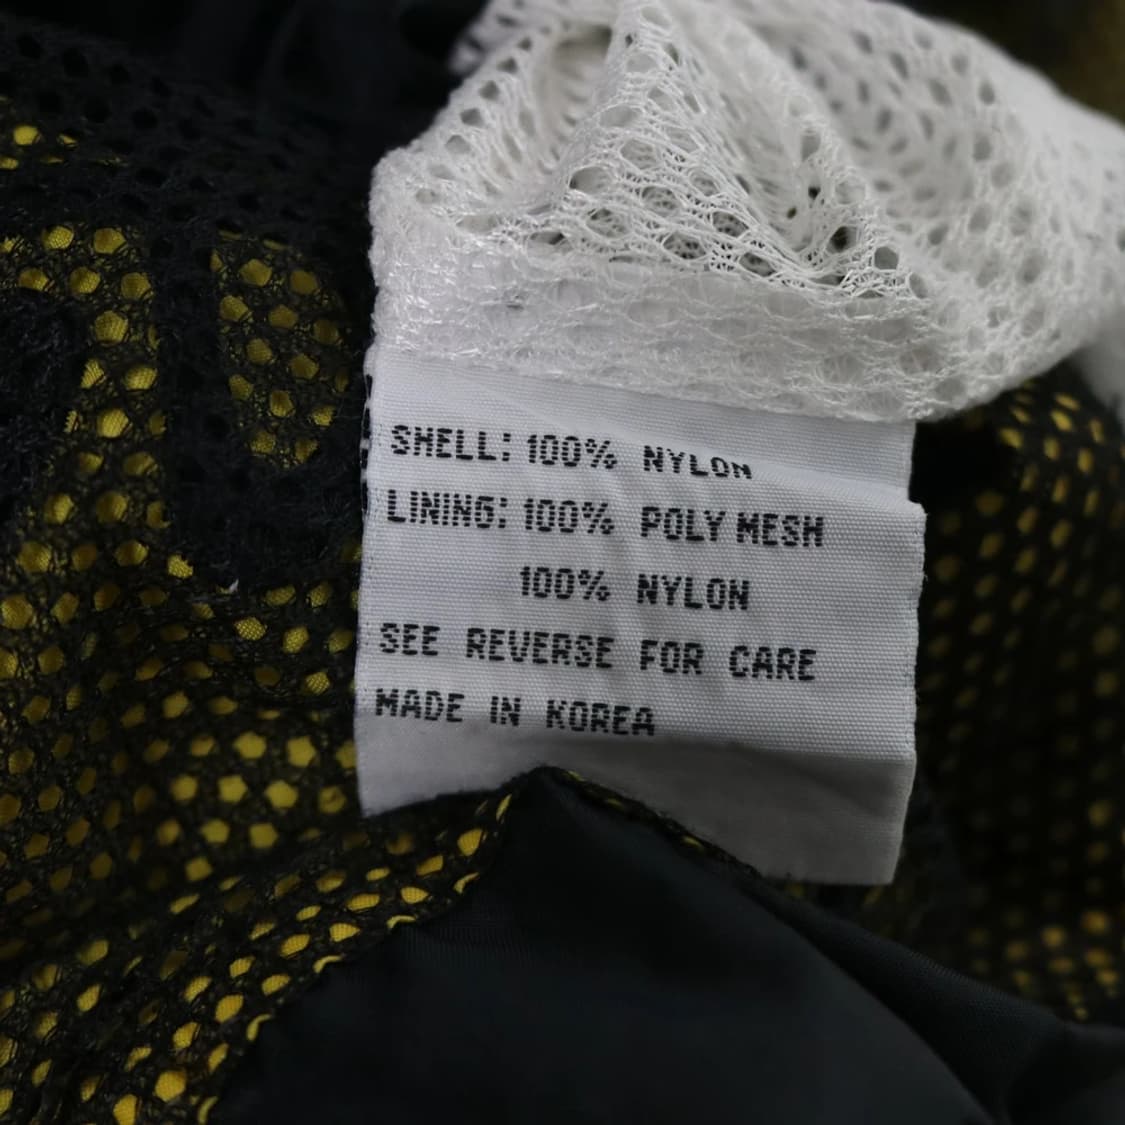 SHELL: 100% NYLON
LINING: 100% POLY MESH
100% NYLON
SEE REVERSE FOR CARE
MADE IN KOREA